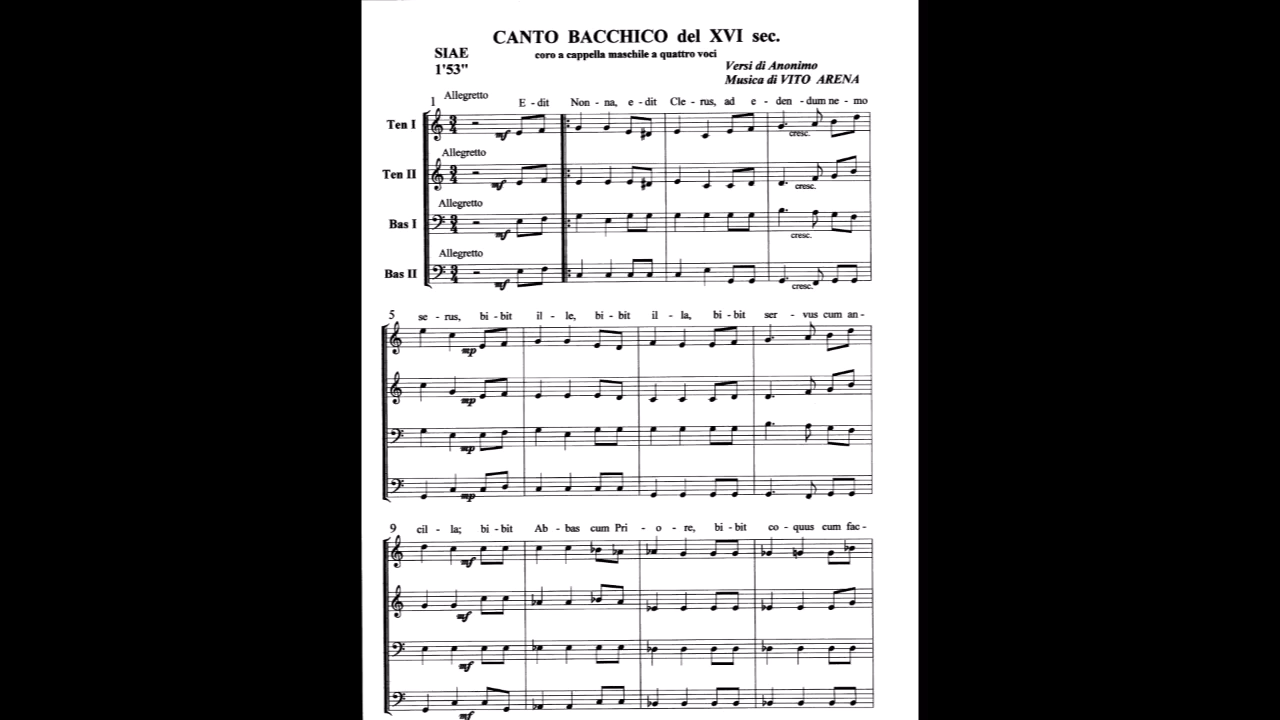 CANTO BACCHICO del XVI sec.
coro a cappella maschile a quattro voci
SIAE
1'53"
Versi di Anonimo
Musica di VITO ARENA
1 Allegretto
E - dit Non - na, e - dit Cle - rus, ad e - den - dum ne - mo
Ten I
mf
cresc.
Allegretto
Ten II
mf
cresc.
Allegretto
Bas I
mf
cresc.
Allegretto
Bas II
mf
cresc.
5 se - rus, bi - bit il - le, bi - bit il - la, bi - bit ser - vus cum an -
mp
mp
mp
mp
9 cil - la; bi - bit Ab - bas cum Pri - o - re, bi - bit co - quus cum fac -
mf
mf
mf
mf